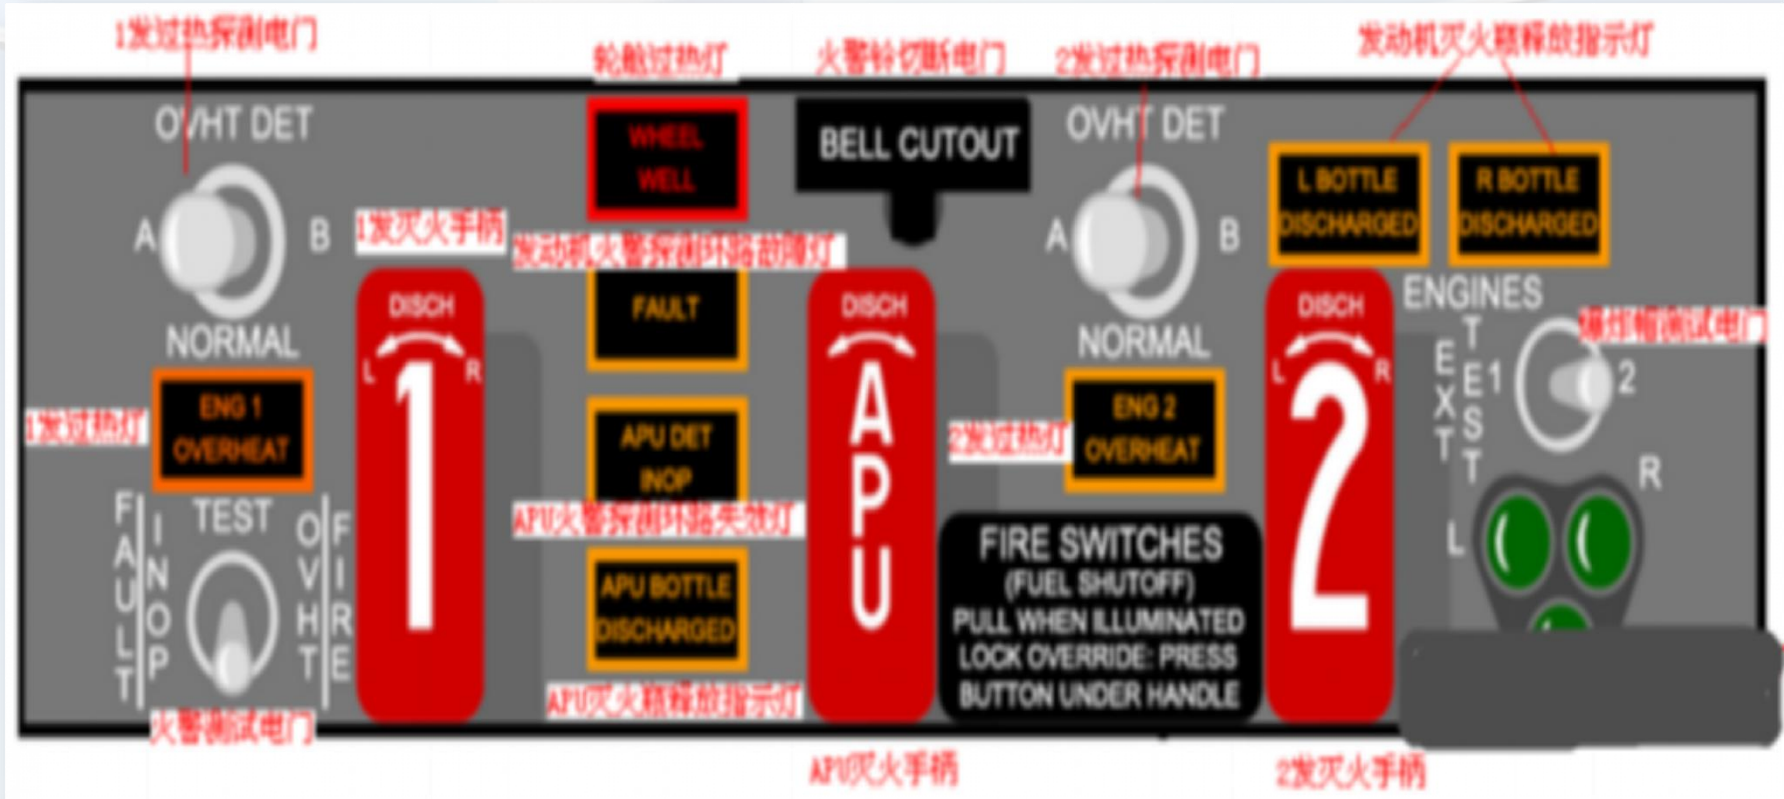 1发过热探测电门
轮舱过热灯
火警铃切断电门
2发过热探测电门
发动机灭火瓶释放指示灯
OVHT DET
A
B
NORMAL
1发过热灯
ENG 1
OVERHEAT
FAULT
INOP
TEST
OVHT
FIRE
火警测试电门
1发灭火手柄
DISCH
L
R
1
WHEEL
WELL
发动机火警探测环路故障灯
FAULT
APU DET
INOP
APU火警探测环路失效灯
APU BOTTLE
DISCHARGED
APU灭火瓶释放指示灯
BELL CUTOUT
DISCH
APU
APU灭火手柄
OVHT DET
A
B
NORMAL
2发过热灯
ENG 2
OVERHEAT
FIRE SWITCHES
(FUEL SHUTOFF)
PULL WHEN ILLUMINATED
LOCK OVERRIDE: PRESS
BUTTON UNDER HANDLE
DISCH
L
R
2
2发灭火手柄
L BOTTLE
DISCHARGED
R BOTTLE
DISCHARGED
ENGINES
EXT
TEST
1
2
爆炸帽测试电门
L
R